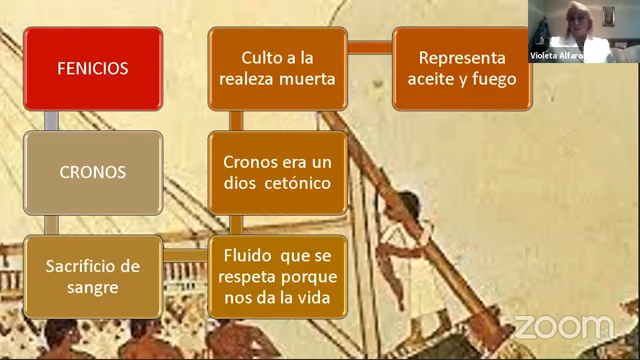 FENICIOS
CRONOS
Sacrificio de
sangre
Fluido que se
respeta porque
nos da la vida
Cronos era un
dios cetónico
Culto a la
realeza muerta
Representa
aceite y fuego
Violeta Alfaro
zoom